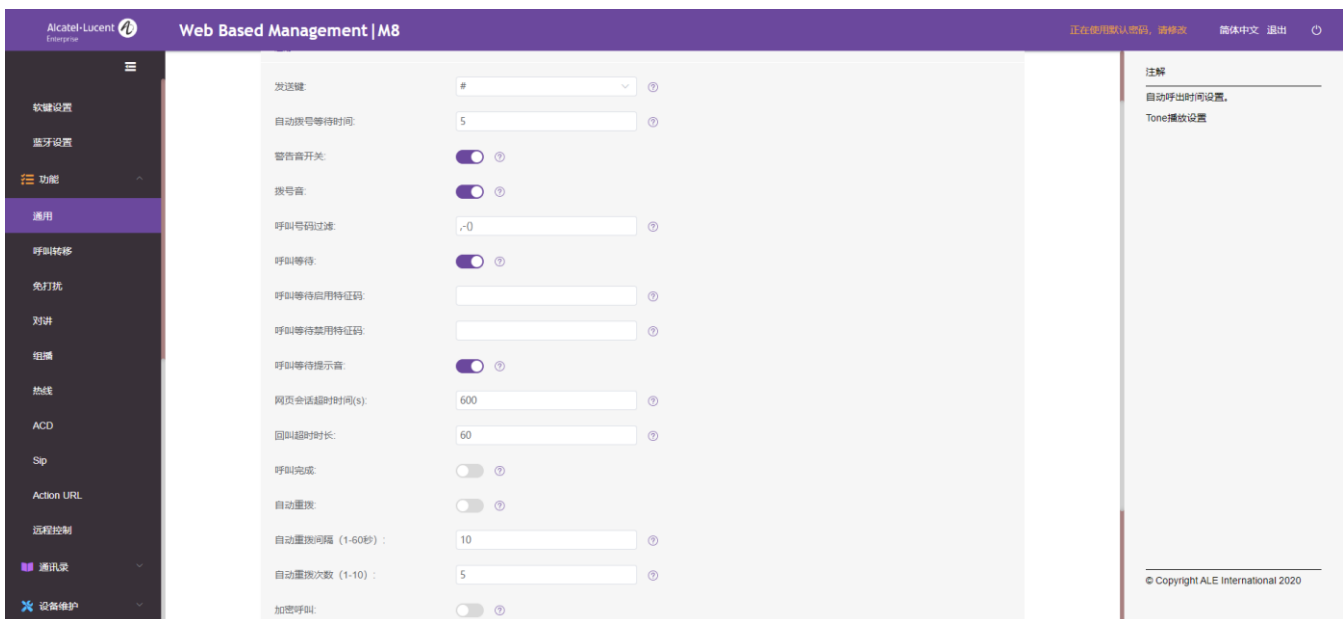 Alcatel·Lucent
Enterprise
Web Based Management | M8
正在使用默认密码，请修改
简体中文 退出
软键设置
蓝牙设置
功能
通用
呼叫转移
免打扰
对讲
组播
热线
ACD
Sip
Action URL
远程控制
通讯录
设备维护
发送键: #
自动拨号等待时间: 5
警告音开关:
拨号音:
呼叫号码过滤: ,-()
呼叫等待:
呼叫等待启用特征码:
呼叫等待禁用特征码:
呼叫等待提示音:
网页会话超时时间(s): 600
回叫超时时长: 60
呼叫完成:
自动重拨:
自动重拨间隔（1-60秒）: 10
自动重拨次数（1-10）: 5
加密呼叫:
注解
自动呼出时间设置。
Tone播放设置
© Copyright ALE International 2020